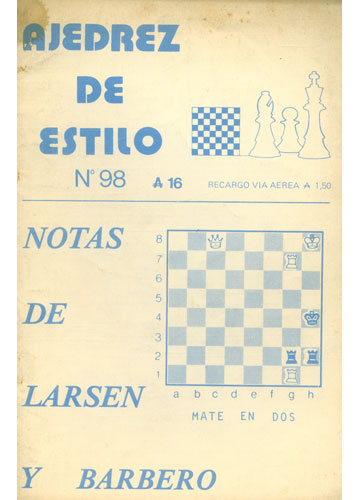 AJEDREZ
DE
ESTILO
N° 98 ₳ 16 RECARGO VIA AEREA ₳ 1,50
NOTAS
DE
LARSEN
Y BARBERO
8
7
6
5
4
3
2
1
a b c d e f g h
MATE EN DOS